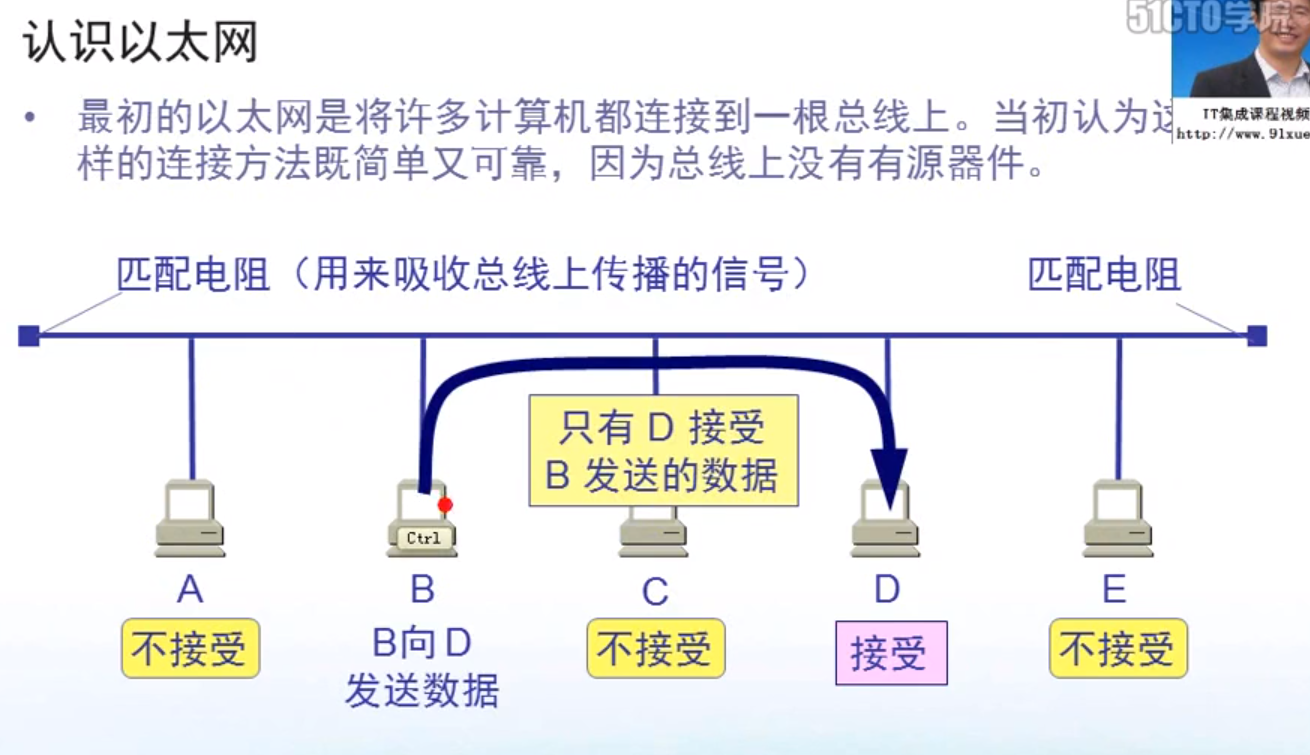 51CTO学院
认识以太网
• 最初的以太网是将许多计算机都连接到一根总线上。当初认为这
样的连接方法既简单又可靠，因为总线上没有有源器件。
IT集成课程视频
http://www.91xue
匹配电阻（用来吸收总线上传播的信号）
匹配电阻
只有 D 接受
B 发送的数据
Ctrl
A
B
C
D
E
不接受
B向 D
发送数据
不接受
接受
不接受